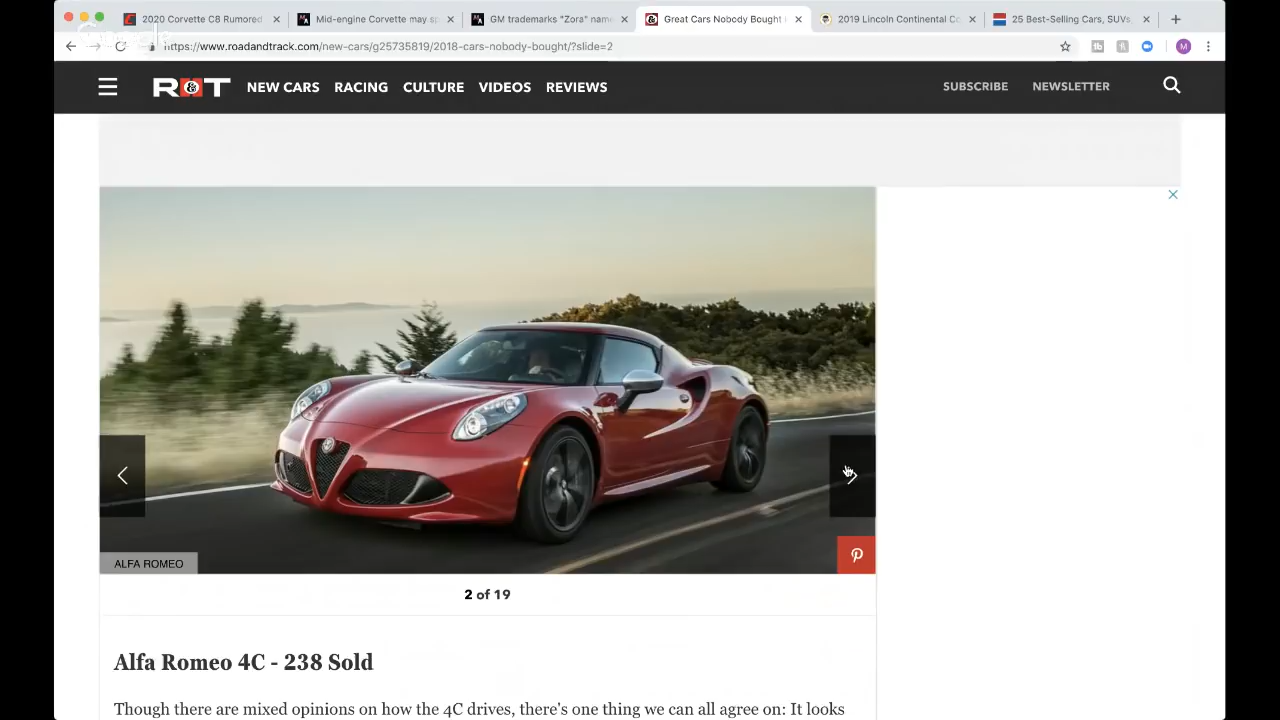 2020 Corvette C8 Rumored
Mid-engine Corvette may sp
GM trademarks "Zora" name
Great Cars Nobody Bought
2019 Lincoln Continental Co
25 Best-Selling Cars, SUVs
https://www.roadandtrack.com/new-cars/g25735819/2018-cars-nobody-bought/?slide=2
tb
M
R&T
NEW CARS
RACING
CULTURE
VIDEOS
REVIEWS
SUBSCRIBE
NEWSLETTER
ALFA ROMEO
2 of 19
Alfa Romeo 4C - 238 Sold
Though there are mixed opinions on how the 4C drives, there's one thing we can all agree on: It looks